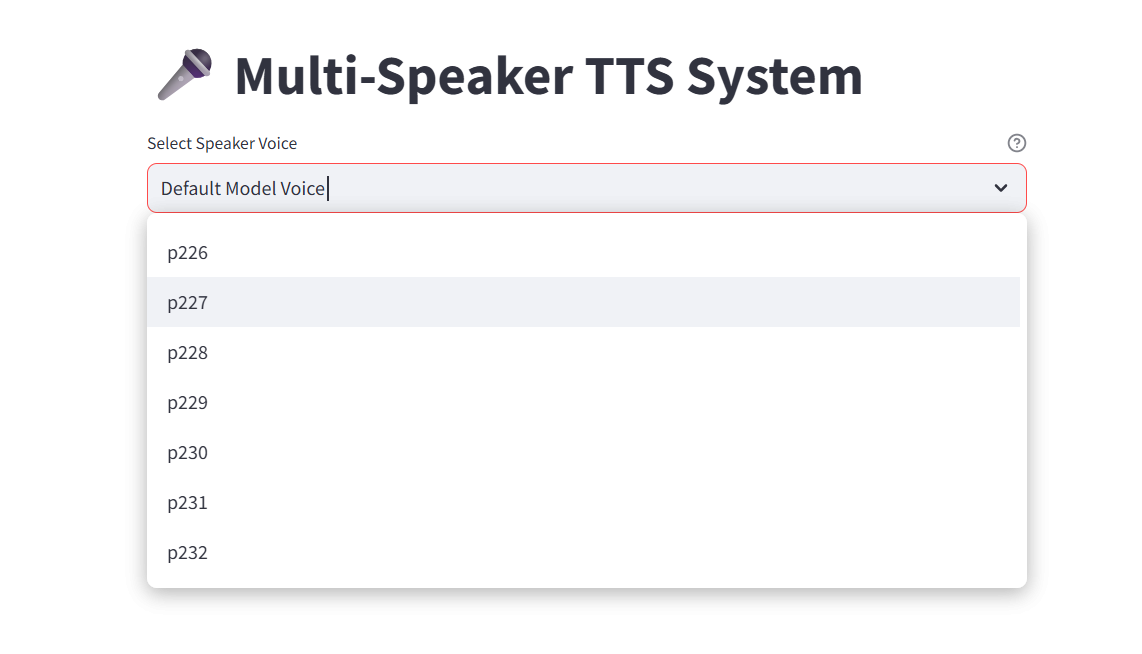 Multi-Speaker TTS System
Select Speaker Voice
Default Model Voice
p226
p227
p228
p229
p230
p231
p232